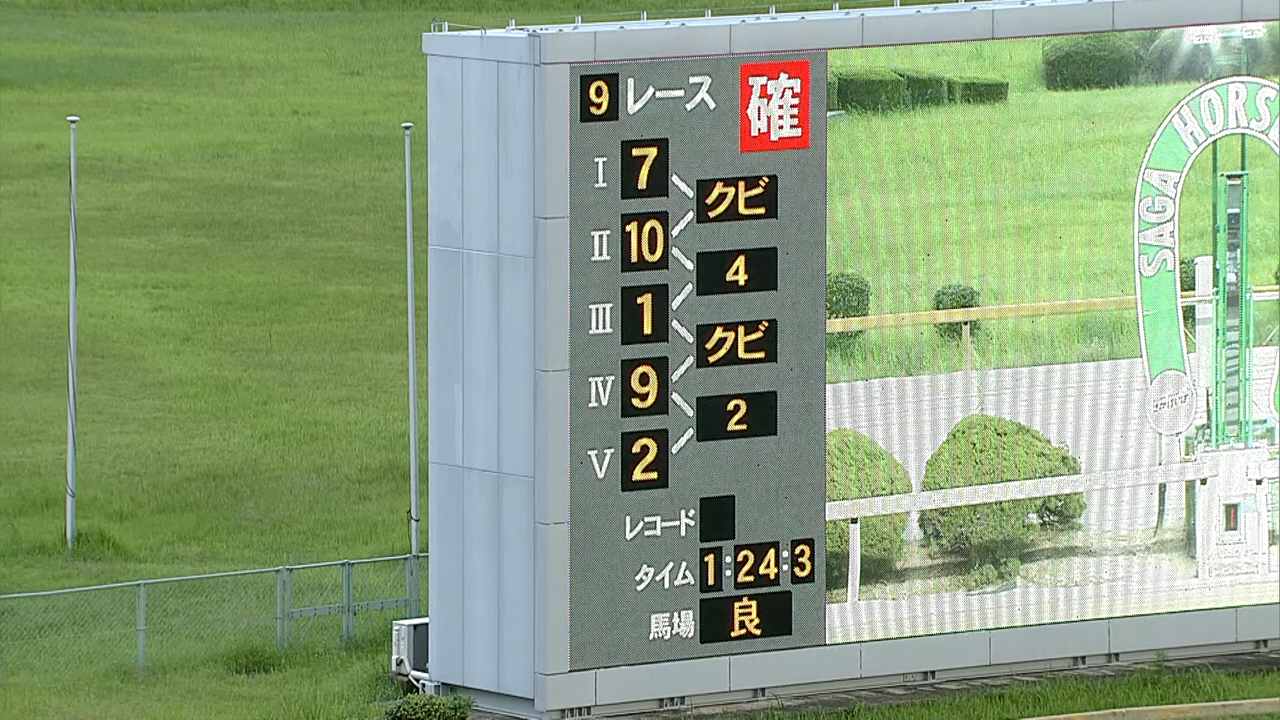 9 レース 確
I 7
クビ
II 10
4
III 1
クビ
IV 9
2
V 2
レコード
タイム 1:24:3
馬場 良
SAGA HORS